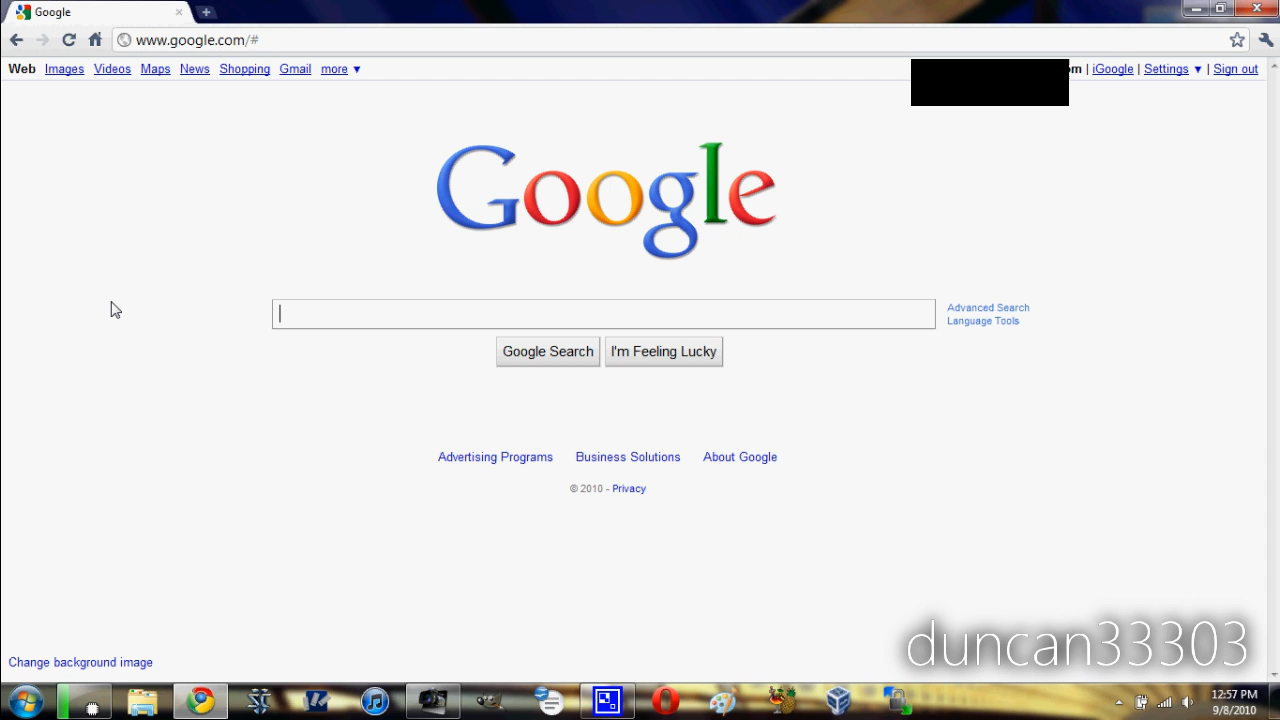 Google
www.google.com/#
Web Images Videos Maps News Shopping Gmail more ▼
om | iGoogle | Settings ▼ | Sign out
Google
Advanced Search
Language Tools
Google Search I'm Feeling Lucky
Advertising Programs Business Solutions About Google
© 2010 - Privacy
duncan33303
Change background image
12:57 PM
9/8/2010